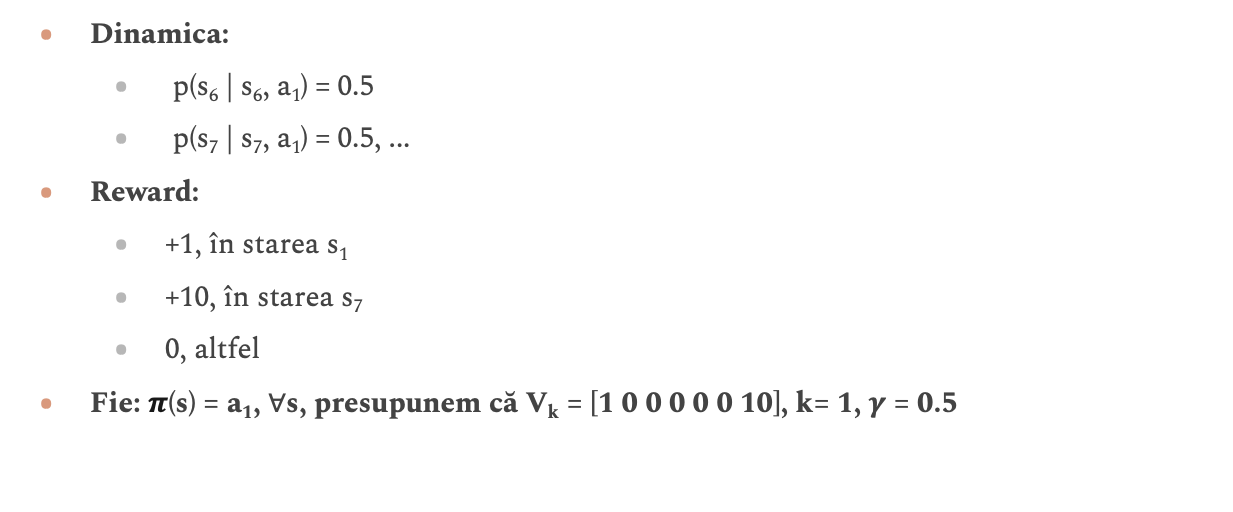 • Dinamica:
• p(s₆ | s₆, a₁) = 0.5
• p(s₇ | s₇, a₁) = 0.5, ...
• Reward:
• +1, în starea s₁
• +10, în starea s₇
• 0, altfel
• Fie: π(s) = a₁, ∀s, presupunem că Vₖ = [1 0 0 0 0 0 10], k= 1, γ = 0.5